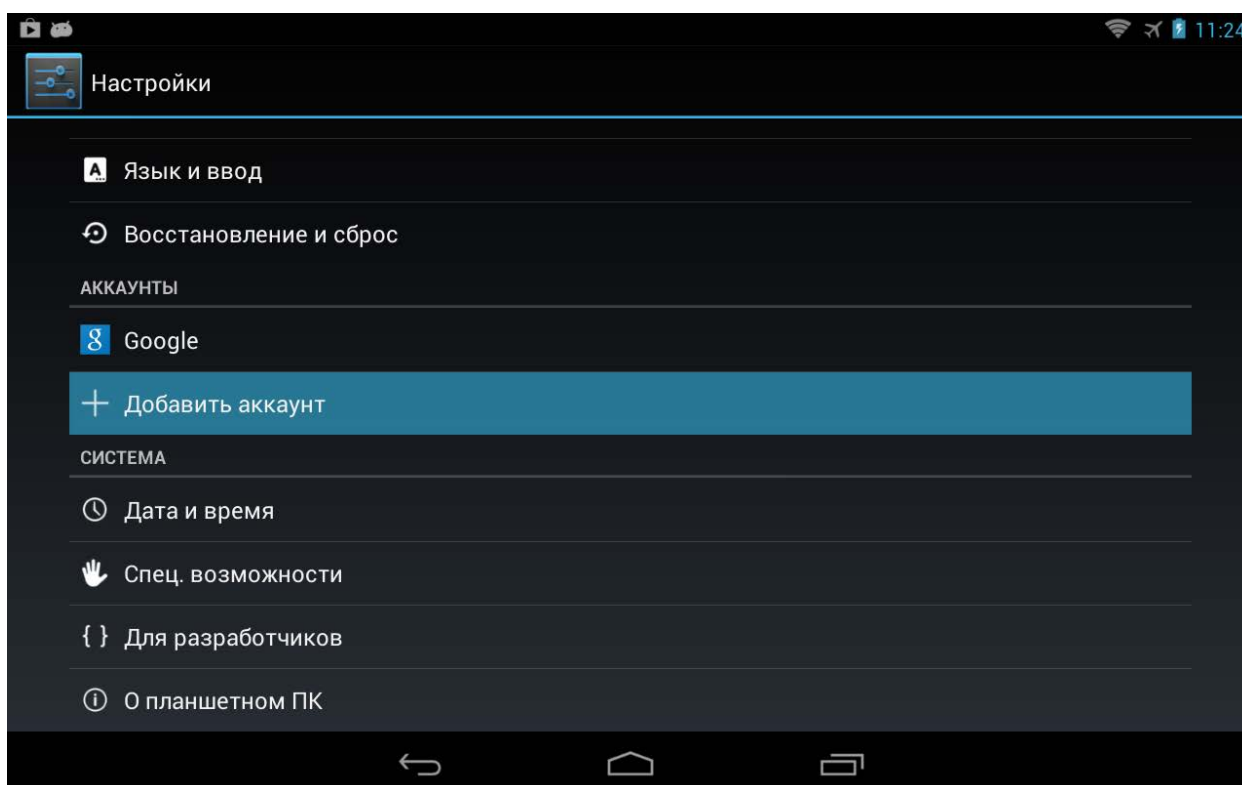 11:24
Настройки
Язык и ввод
Восстановление и сброс
АККАУНТЫ
Google
Добавить аккаунт
СИСТЕМА
Дата и время
Спец. возможности
Для разработчиков
О планшетном ПК